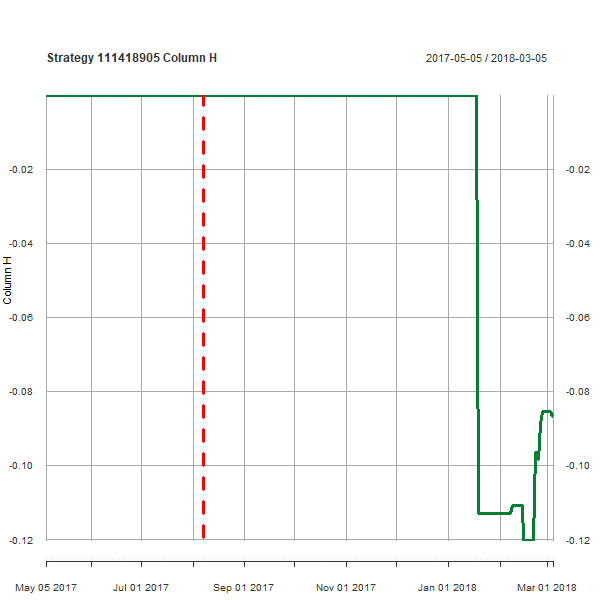 Strategy 111418905 Column H 2017-05-05 / 2018-03-05
-0.02 -0.02
-0.04 -0.04
Column H
-0.06 -0.06
-0.08 -0.08
-0.10 -0.10
-0.12 -0.12
May 05 2017 Jul 01 2017 Sep 01 2017 Nov 01 2017 Jan 01 2018 Mar 01 2018